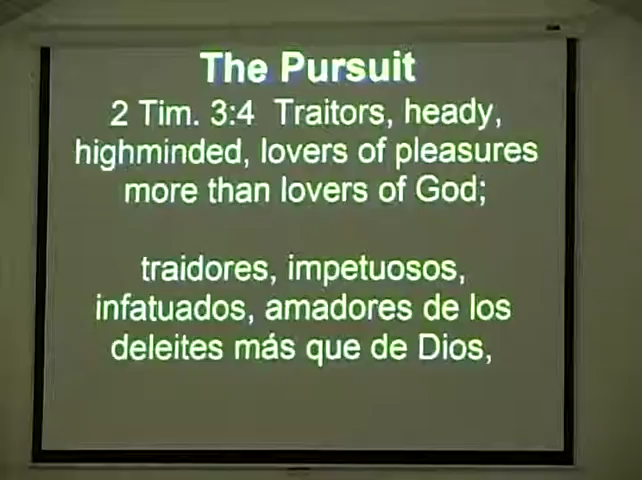 The Pursuit
2 Tim. 3:4 Traitors, heady,
highminded, lovers of pleasures
more than lovers of God;
traidores, impetuosos,
infatuados, amadores de los
deleites más que de Dios,